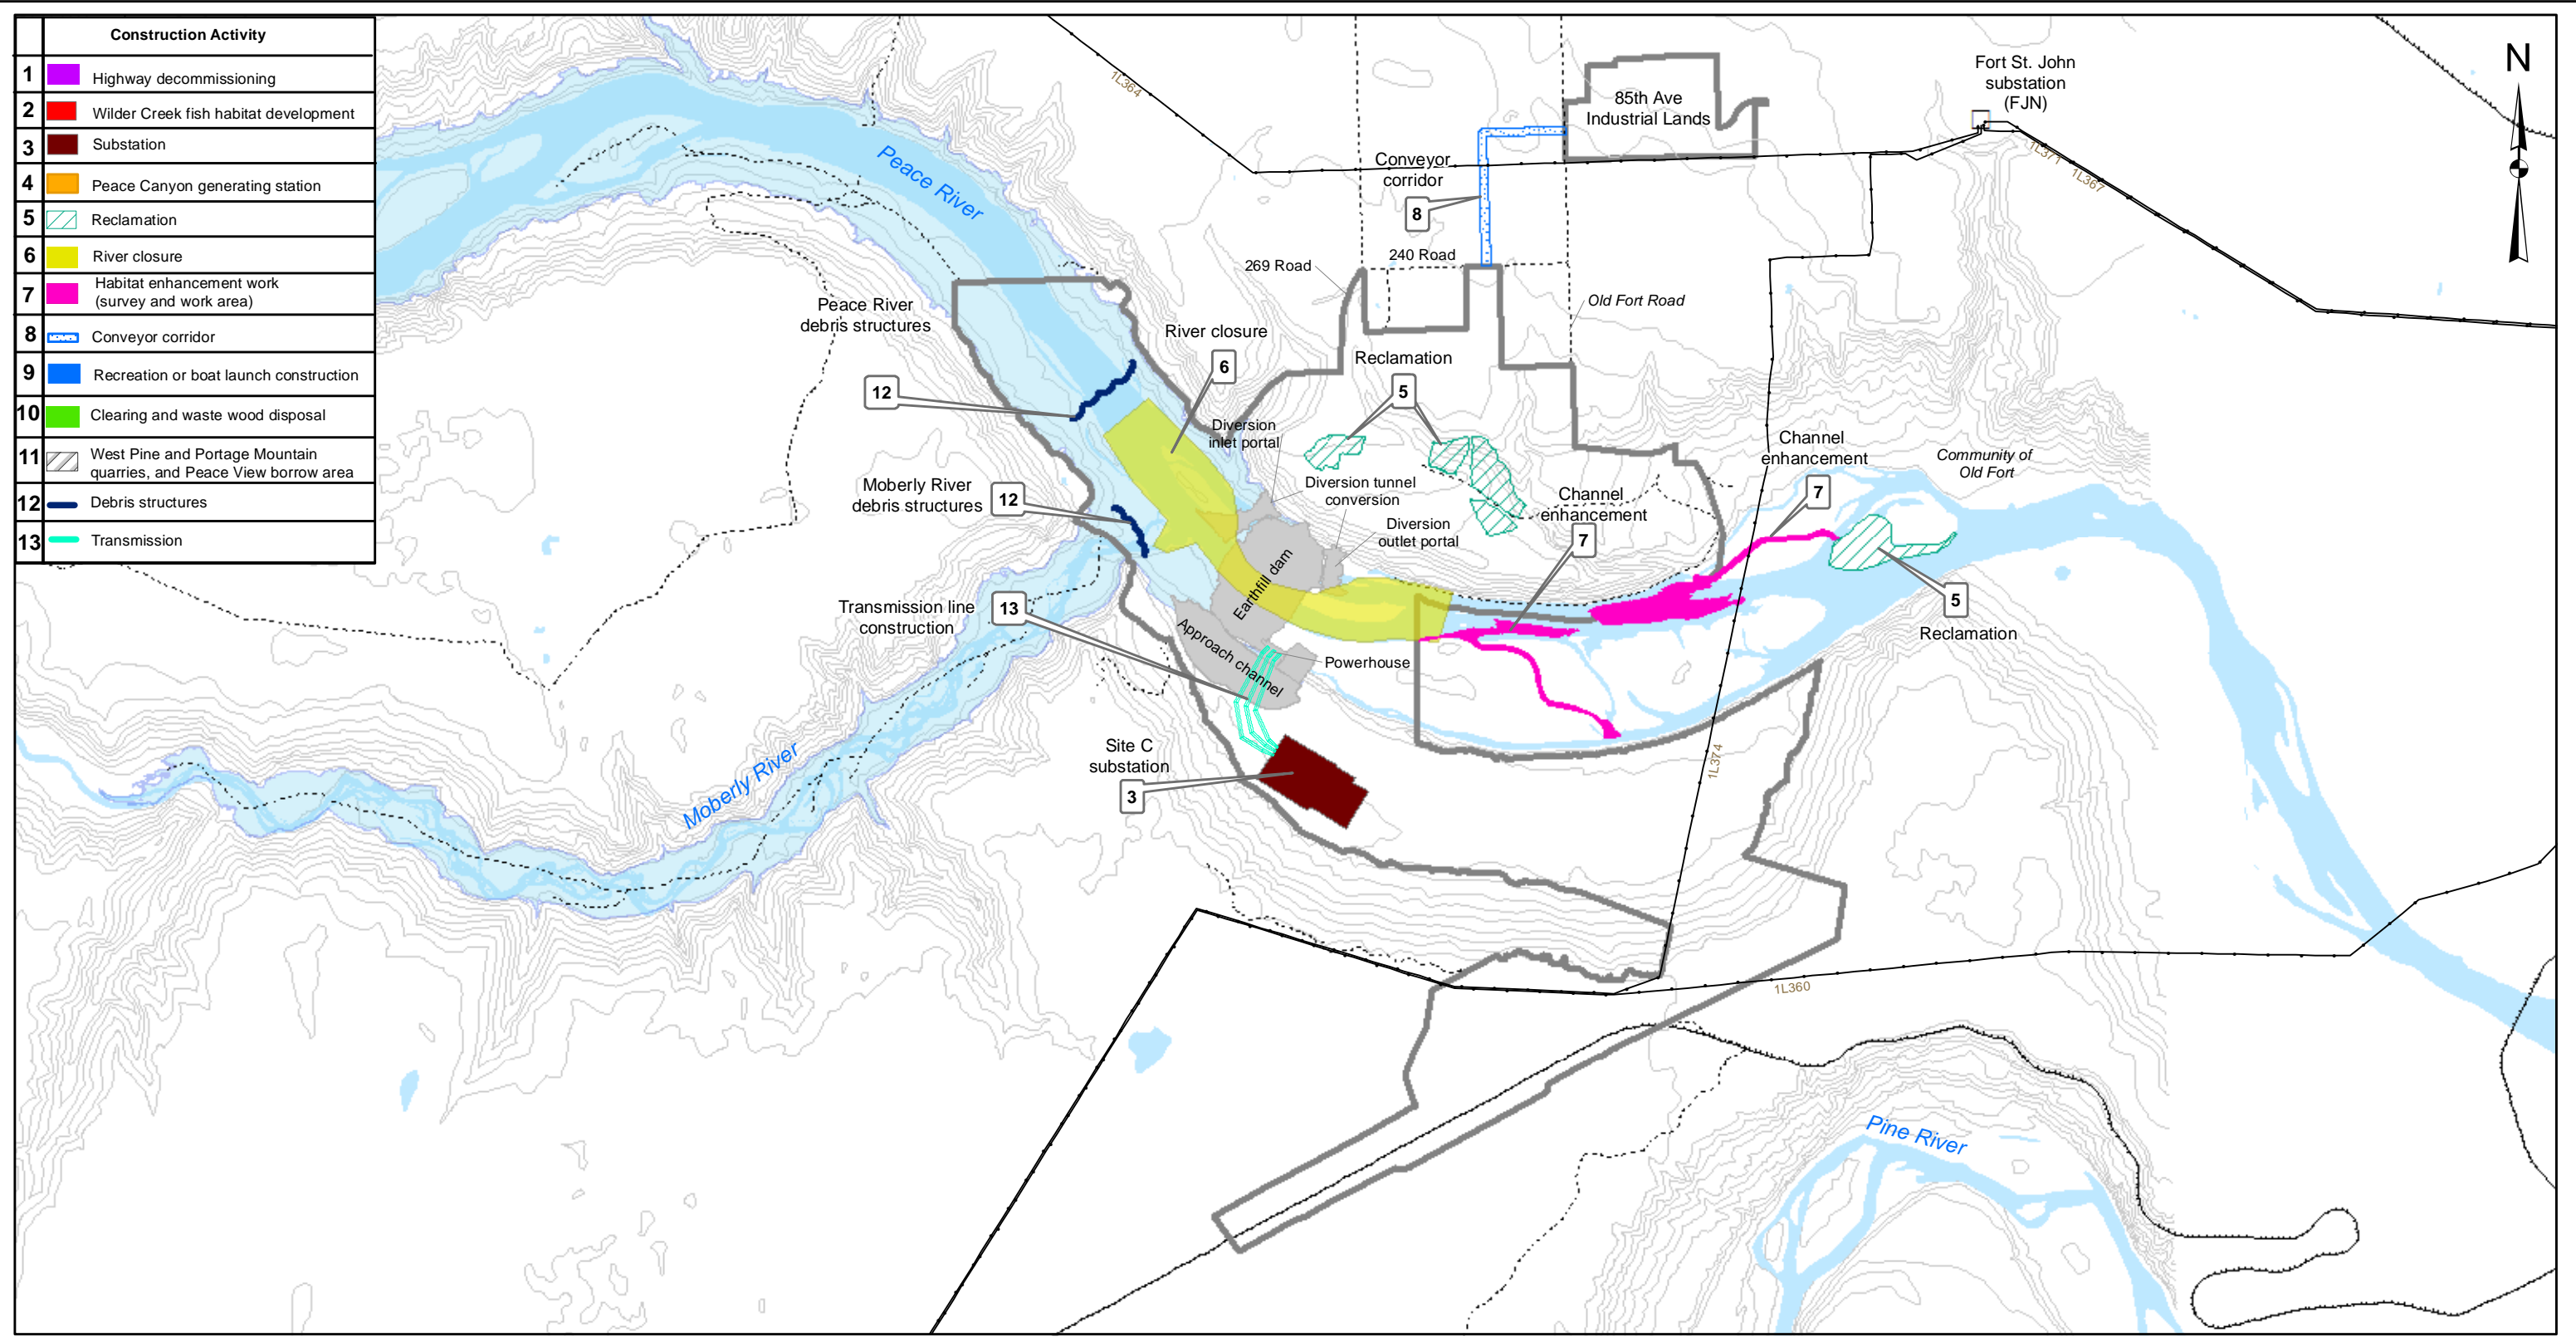 Construction Activity
1 Highway decommissioning
2 Wilder Creek fish habitat development
3 Substation
4 Peace Canyon generating station
5 Reclamation
6 River closure
7 Habitat enhancement work
(survey and work area)
8 Conveyor corridor
9 Recreation or boat launch construction
10 Clearing and waste wood disposal
11 West Pine and Portage Mountain
quarries, and Peace View borrow area
12 Debris structures
13 Transmission
N
Fort St. John
substation
(FJN)
1L364
85th Ave
Industrial Lands
1L371
1L367
Peace River
Conveyor
corridor
8
269 Road
240 Road
Old Fort Road
Peace River
debris structures
12
River closure
6
Reclamation
5
Diversion
inlet portal
Channel
enhancement
7
Community of
Old Fort
Moberly River
debris structures
12
Diversion tunnel
conversion
Channel
enhancement
7
Diversion
outlet portal
Earthfill dam
5
Reclamation
Transmission line
construction
13
Approach channel
Powerhouse
Site C
substation
3
1L374
Moberly River
1L360
Pine River